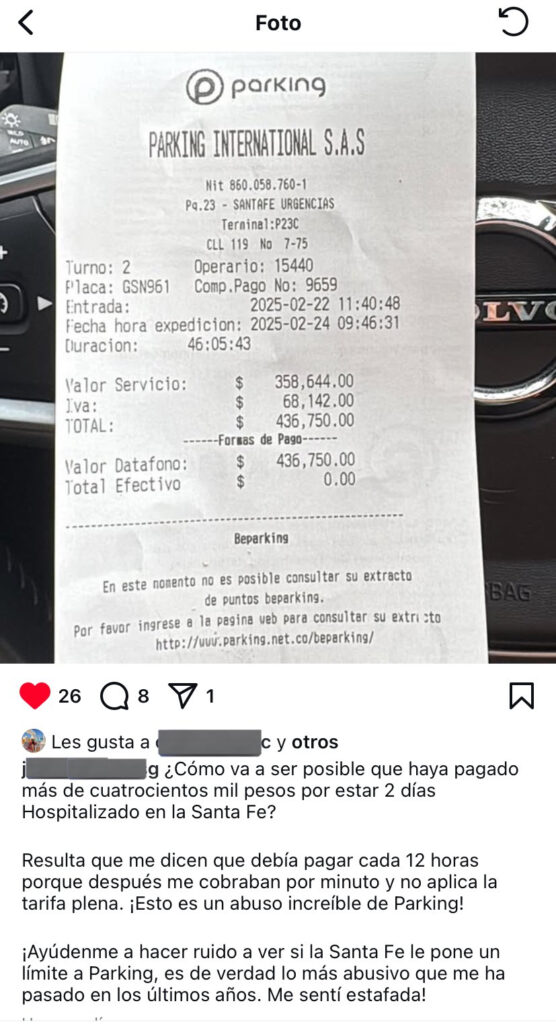 Foto
parking
PARKING INTERNATIONAL S.A.S
Nit 860.058.760-1
Pq.23 - SANTAFE URGENCIAS
Terminal:P23C
CLL 119 No 7-75
Turno: 2 Operario: 15440
Placa: GSN961 Comp.Pago No: 9659
Entrada: 2025-02-22 11:40:48
Fecha hora expedicion: 2025-02-24 09:46:31
Duracion: 46:05:43
Valor Servicio: $ 358,644.00
Iva: $ 68,142.00
TOTAL: $ 436,750.00
------Formas de Pago------
Valor Datafono: $ 436,750.00
Total Efectivo $ 0.00
Beparking
En este momento no es posible consultar su extracto
de puntos beparking.
Por favor ingrese a la pagina web para consultar su
http://www.parking.net.co/beparking/
AUTO
OLVO
BAG
26 8 1
Les gusta a c y otros
j g ¿Cómo va a ser posible que haya pagado
más de cuatrocientos mil pesos por estar 2 días
Hospitalizado en la Santa Fe?
Resulta que me dicen que debía pagar cada 12 horas
porque después me cobraban por minuto y no aplica la
tarifa plena. ¡Esto es un abuso increíble de Parking!
¡Ayúdenme a hacer ruido a ver si la Santa Fe le pone un
límite a Parking, es de verdad lo más abusivo que me ha
pasado en los últimos años. Me sentí estafada!